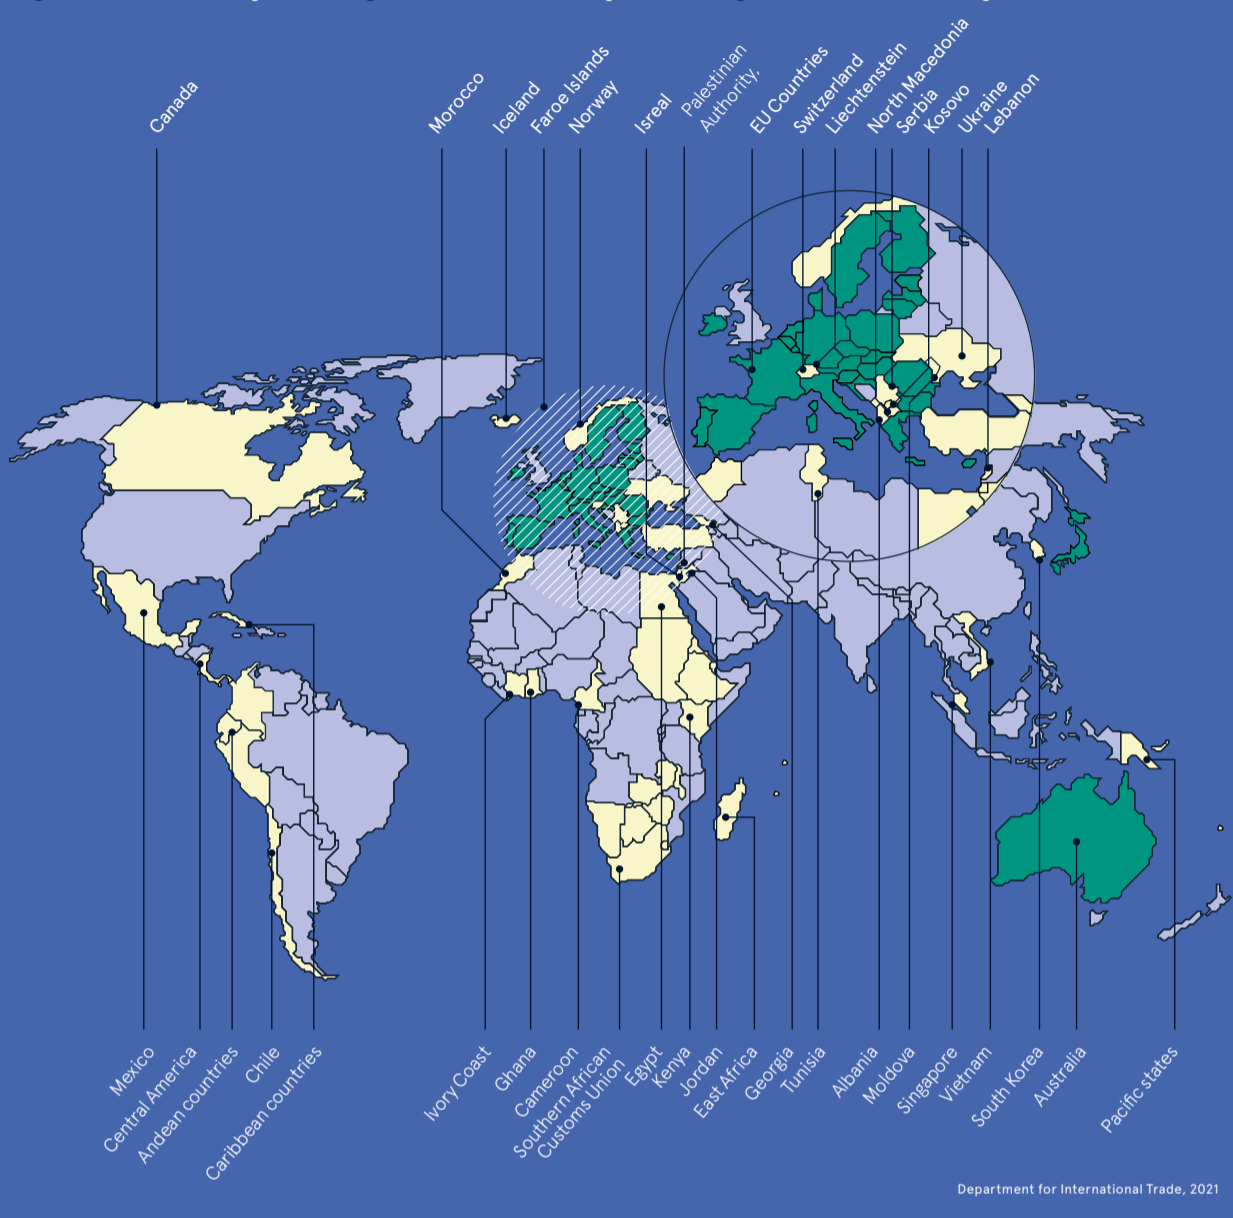 Canada
Morocco
Iceland
Faroe Islands
Norway
Isreal
Palestinian
Authority,
EU Countries
Switzerland
Liechtenstein
North Macedonia
Serbia
Kosovo
Ukraine
Lebanon
Mexico
Central America
Andean countries
Chile
Caribbean countries
Ivory Coast
Ghana
Cameroon
Southern African
Customs Union
Egypt
Kenya
Jordan
East Africa
Georgia
Tunisia
Albania
Moldova
Singapore
Vietnam
South Korea
Australia
Pacific states
Department for International Trade, 2021